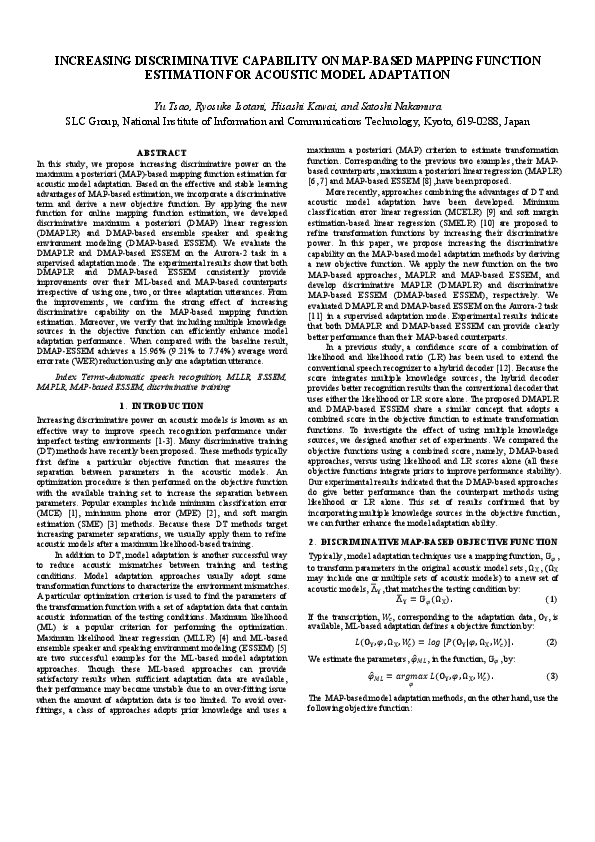 INCREASING DISCRIMINATIVE CAPABILITY ON MAP-BASED MAPPING FUNCTION
ESTIMATION FOR ACOUSTIC MODEL ADAPTATION
Yu Tsao, Ryosuke Isotani, Hisashi Kawai, and Satoshi Nakamura
SLC Group, National Institute of Information and Communications Technology, Kyoto, 619-0288, Japan
ABSTRACT
In this study, we propose increasing discriminative power on the
maximum a posteriori (MAP)-based mapping function estimation for
acoustic model adaptation. Based on the effective and stable learning
advantages of MAP-based estimation, we incorporate a discriminative
term and derive a new objective function. By applying the new
function for online mapping function estimation, we developed
discriminative maximum a posteriori (DMAP) linear regression
(DMAPLR) and DMAP-based ensemble speaker and speaking
environment modeling (DMAP-based ESSEM). We evaluate the
DMAPLR and DMAP-based ESSEM on the Aurora-2 task in a
supervised adaptation mode. The experimental results show that both
DMAPLR and DMAP-based ESSEM consistently provide
improvements over their ML-based and MAP-based counterparts
irrespective of using one, two, or three adaptation utterances. From
the improvements, we confirm the strong effect of increasing
discriminative capability on the MAP-based mapping function
estimation. Moreover, we verify that including multiple knowledge
sources in the objective function can efficiently enhance model
adaptation performance. When compared with the baseline result,
DMAP-ESSEM achieves a 15.96% (9.21% to 7.74%) average word
error rate (WER) reduction using only one adaptation utterance.
Index Terms-Automatic speech recognition, MLLR, ESSEM,
MAPLR, MAP-based ESSEM, discriminative training
1. INTRODUCTION
Increasing discriminative power on acoustic models is known as an
effective way to improve speech recognition performance under
imperfect testing environments [1-3]. Many discriminative training
(DT) methods have recently been proposed. These methods typically
first define a particular objective function that measures the
separation between parameters in the acoustic models. An
optimization procedure is then performed on the objective function
with the available training set to increase the separation between
parameters. Popular examples include minimum classification error
(MCE) [1], minimum phone error (MPE) [2], and soft margin
estimation (SME) [3] methods. Because these DT methods target
increasing parameter separations, we usually apply them to refine
acoustic models after a maximum likelihood-based training.
In addition to DT, model adaptation is another successful way
to reduce acoustic mismatches between training and testing
conditions. Model adaptation approaches usually adopt some
transformation functions to characterize the environment mismatches.
A particular optimization criterion is used to find the parameters of
the transformation function with a set of adaptation data that contain
acoustic information of the testing conditions. Maximum likelihood
(ML) is a popular criterion for performing the optimization.
Maximum likelihood linear regression (MLLR) [4] and ML-based
ensemble speaker and speaking environment modeling (ESSEM) [5]
are two successful examples for the ML-based model adaptation
approaches. Though these ML-based approaches can provide
satisfactory results when sufficient adaptation data are available,
their performance may become unstable due to an over-fitting issue
when the amount of adaptation data is too limited. To avoid over-
fittings, a class of approaches adopts prior knowledge and uses a
maximum a posteriori (MAP) criterion to estimate transformation
function. Corresponding to the previous two examples, their MAP-
based counterparts, maximum a posteriori linear regression (MAPLR)
[6,7] and MAP-based ESSEM [8], have been proposed.
More recently, approaches combining the advantages of DT and
acoustic model adaptation have been developed. Minimum
classification error linear regression (MCELR) [9] and soft margin
estimation-based linear regression (SMELR) [10] are proposed to
refine transformation functions by increasing their discriminative
power. In this paper, we propose increasing the discriminative
capability on the MAP-based model adaptation methods by deriving
a new objective function. We apply the new function on the two
MAP-based approaches, MAPLR and MAP-based ESSEM, and
develop discriminative MAPLR (DMAPLR) and discriminative
MAP-based ESSEM (DMAP-based ESSEM), respectively. We
evaluated DMAPLR and DMAP-based ESSEM on the Aurora-2 task
[11] in a supervised adaptation mode. Experimental results indicate
that both DMAPLR and DMAP-based ESSEM can provide clearly
better performance than their MAP-based counterparts.
In a previous study, a confidence score of a combination of
likelihood and likelihood ratio (LR) has been used to extend the
conventional speech recognizer to a hybrid decoder [12]. Because the
score integrates multiple knowledge sources, the hybrid decoder
provides better recognition results than the conventional decoder that
uses either the likelihood or LR score alone. The proposed DMAPLR
and DMAP-based ESSEM share a similar concept that adopts a
combined score in the objective function to estimate transformation
functions. To investigate the effect of using multiple knowledge
sources, we designed another set of experiments. We compared the
objective functions using a combined score, namely, DMAP-based
approaches, versus using likelihood and LR scores alone (all these
objective functions integrate priors to improve performance stability).
Our experimental results indicated that the DMAP-based approaches
do give better performance than the counterpart methods using
likelihood or LR alone. This set of results confirmed that by
incorporating multiple knowledge sources in the objective function,
we can further enhance the model adaptation ability.
2. DISCRIMINATIVE MAP-BASED OBJECTIVE FUNCTION
Typically, model adaptation techniques use a mapping function, 𝔾φ,
to transform parameters in the original acoustic model sets, Ω_X, (Ω_X
may include one or multiple sets of acoustic models) to a new set of
acoustic models, Λ̃_Y, that matches the testing condition by:
Λ̃_Y = 𝔾φ(Ω_X). (1)
If the transcription, W_c, corresponding to the adaptation data, O_Y, is
available, ML-based adaptation defines a objective function by:
L(O_Y,φ,Ω_X,W_c) = log [P(O_Y|φ,Ω_X,W_c)]. (2)
We estimate the parameters, φ̂_ML, in the function, 𝔾φ, by:
φ̂_ML = argmax_φ L(O_Y,φ,Ω_X,W_c). (3)
The MAP-based model adaptation methods, on the other hand, use the
following objective function: